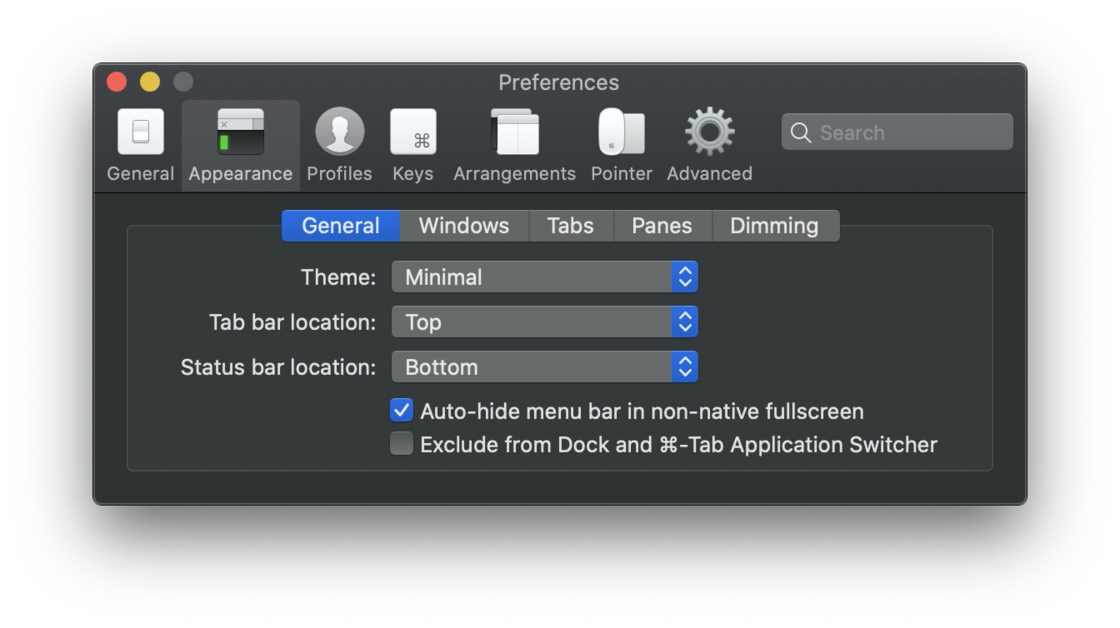 Preferences
General Appearance Profiles Keys Arrangements Pointer Advanced Search
General Windows Tabs Panes Dimming
Theme: Minimal
Tab bar location: Top
Status bar location: Bottom
Auto-hide menu bar in non-native fullscreen
Exclude from Dock and ⌘-Tab Application Switcher